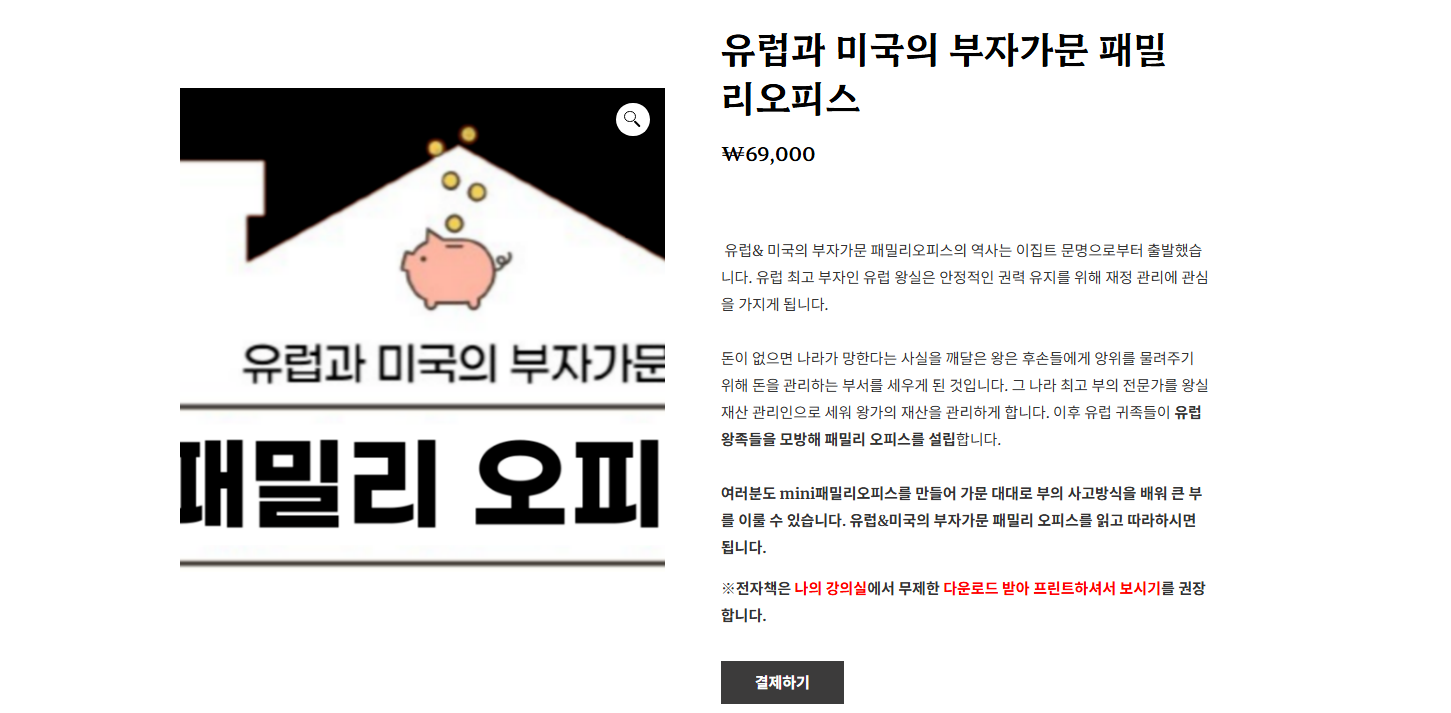 유럽과 미국의 부자가문 패밀
리오피스
₩69,000
유럽과 미국의 부자가문
패밀리 오피
유럽& 미국의 부자가문 패밀리오피스의 역사는 이집트 문명으로부터 출발했습
니다. 유럽 최고 부자인 유럽 왕실은 안정적인 권력 유지를 위해 재정 관리에 관심
을 가지게 됩니다.
돈이 없으면 나라가 망한다는 사실을 깨달은 왕은 후손들에게 왕위를 물려주기
위해 돈을 관리하는 부서를 세우게 된 것입니다. 그 나라 최고 부의 전문가를 왕실
재산 관리인으로 세워 왕가의 재산을 관리하게 합니다. 이후 유럽 귀족들이 유럽
왕족들을 모방해 패밀리 오피스를 설립합니다.
여러분도 mini패밀리오피스를 만들어 가문 대대로 부의 사고방식을 배워 큰 부
를 이룰 수 있습니다. 유럽&미국의 부자가문 패밀리 오피스를 읽고 따라하시면
됩니다.
※전자책은 나의 강의실에서 무제한 다운로드 받아 프린트하셔서 보시기를 권장
합니다.
결제하기